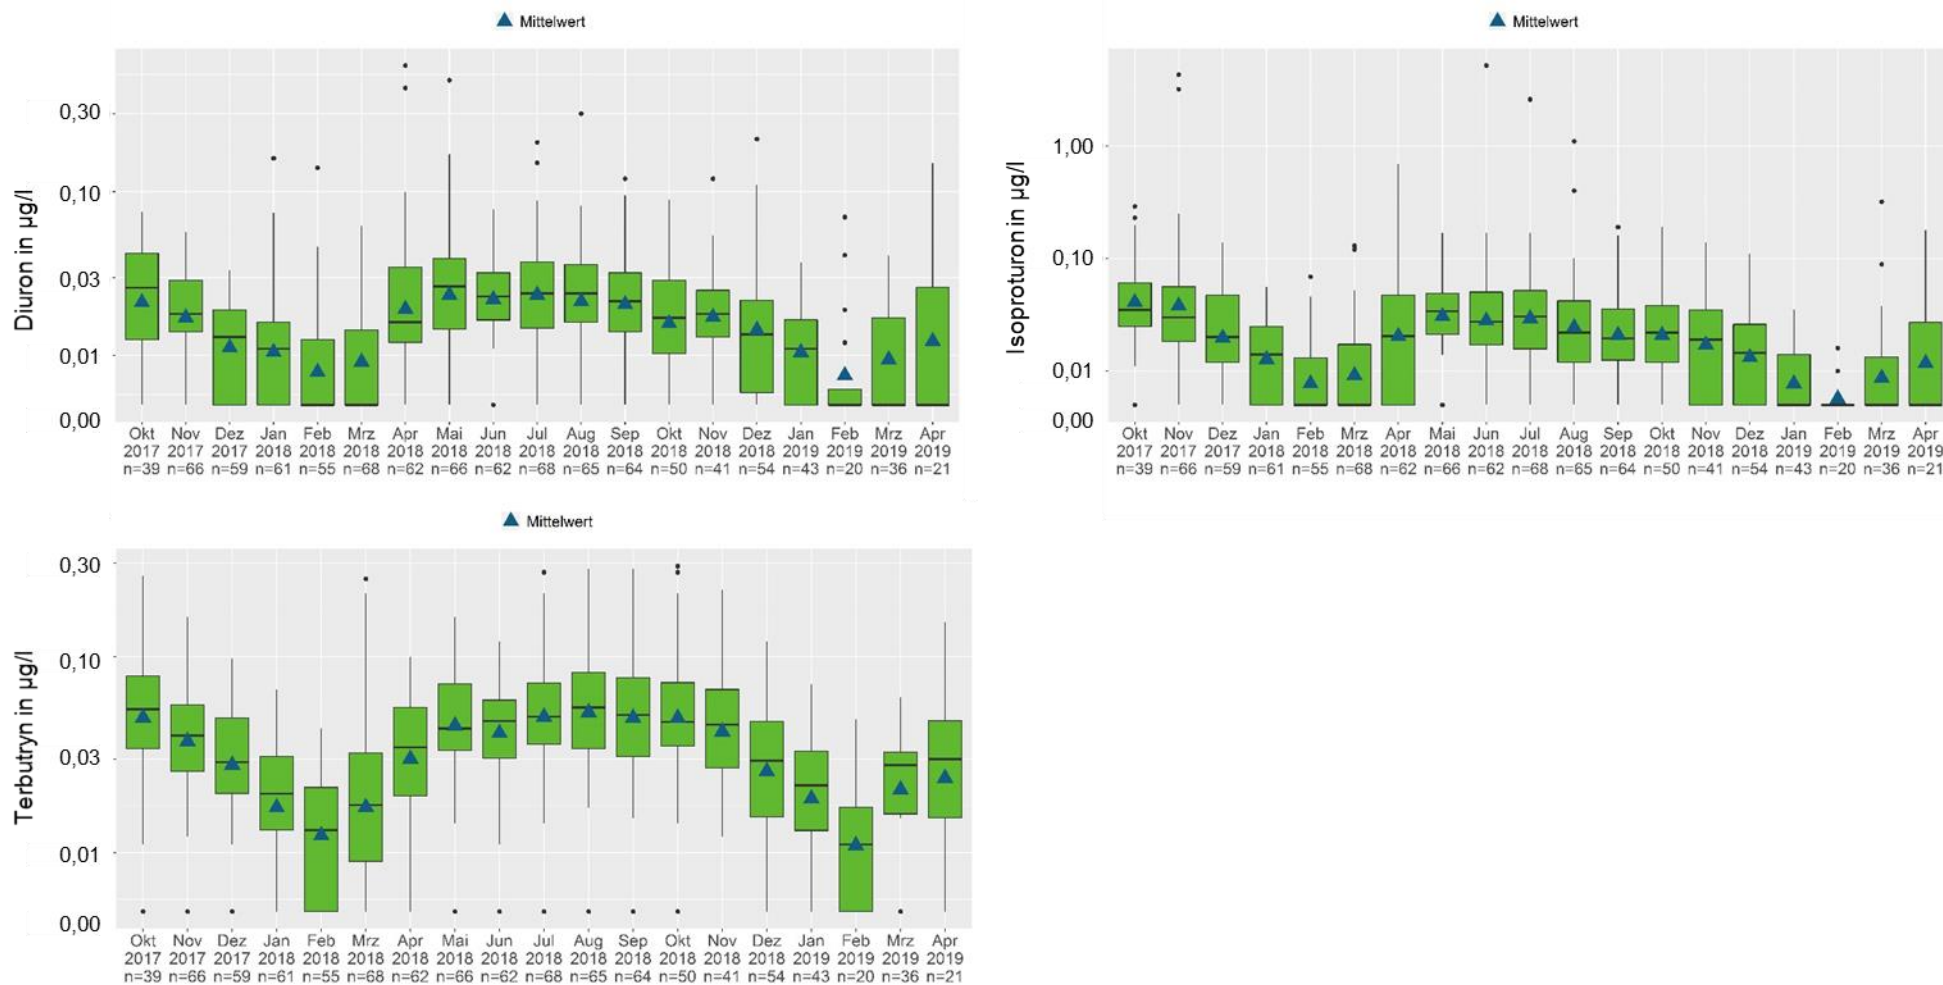 Mittelwert
Diuron in µg/l
0,30
0,10
0,03
0,01
0,00
Okt Nov Dez Jan Feb Mrz Apr Mai Jun Jul Aug Sep Okt Nov Dez Jan Feb Mrz Apr
2017 2017 2017 2018 2018 2018 2018 2018 2018 2018 2018 2018 2018 2018 2018 2019 2019 2019 2019
n=39 n=66 n=59 n=61 n=55 n=68 n=62 n=66 n=62 n=68 n=65 n=64 n=50 n=41 n=54 n=43 n=20 n=36 n=21
Mittelwert
Isoproturon in µg/l
1,00
0,10
0,01
0,00
Okt Nov Dez Jan Feb Mrz Apr Mai Jun Jul Aug Sep Okt Nov Dez Jan Feb Mrz Apr
2017 2017 2017 2018 2018 2018 2018 2018 2018 2018 2018 2018 2018 2018 2018 2019 2019 2019 2019
n=39 n=66 n=59 n=61 n=55 n=68 n=62 n=66 n=62 n=68 n=65 n=64 n=50 n=41 n=54 n=43 n=20 n=36 n=21
Mittelwert
Terbutryn in µg/l
0,30
0,10
0,03
0,01
0,00
Okt Nov Dez Jan Feb Mrz Apr Mai Jun Jul Aug Sep Okt Nov Dez Jan Feb Mrz Apr
2017 2017 2017 2018 2018 2018 2018 2018 2018 2018 2018 2018 2018 2018 2018 2019 2019 2019 2019
n=39 n=66 n=59 n=61 n=55 n=68 n=62 n=66 n=62 n=68 n=65 n=64 n=50 n=41 n=54 n=43 n=20 n=36 n=21